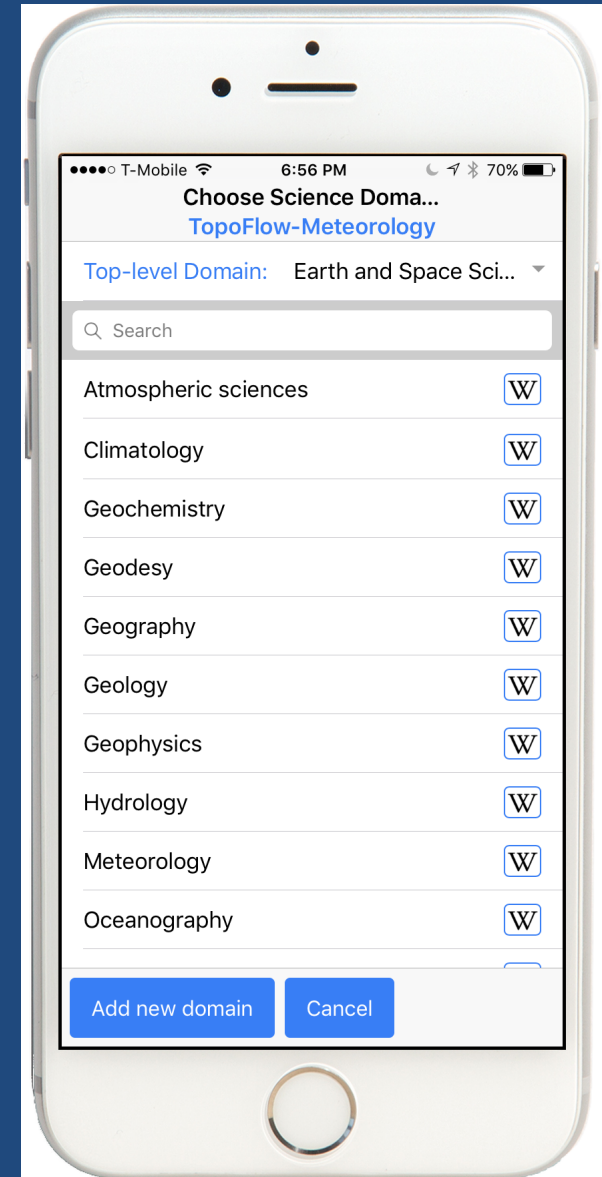 T-Mobile 6:56 PM 70%
Choose Science Doma...
TopoFlow-Meteorology
Top-level Domain: Earth and Space Sci...
Search
Atmospheric sciences W
Climatology W
Geochemistry W
Geodesy W
Geography W
Geology W
Geophysics W
Hydrology W
Meteorology W
Oceanography W
Add new domain Cancel